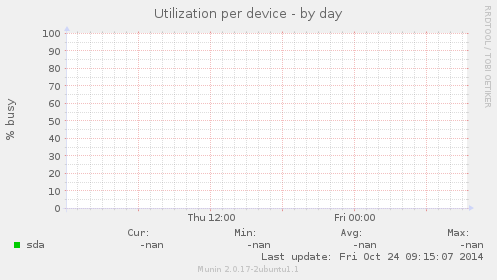 Utilization per device - by day
RRDTOOL / TOBI OETIKER
% busy
100
90
80
70
60
50
40
30
20
10
0
Thu 12:00 Fri 00:00
Cur: Min: Avg: Max:
sda -nan -nan -nan -nan
Last update: Fri Oct 24 09:15:07 2014
Munin 2.0.17-2ubuntu1.1